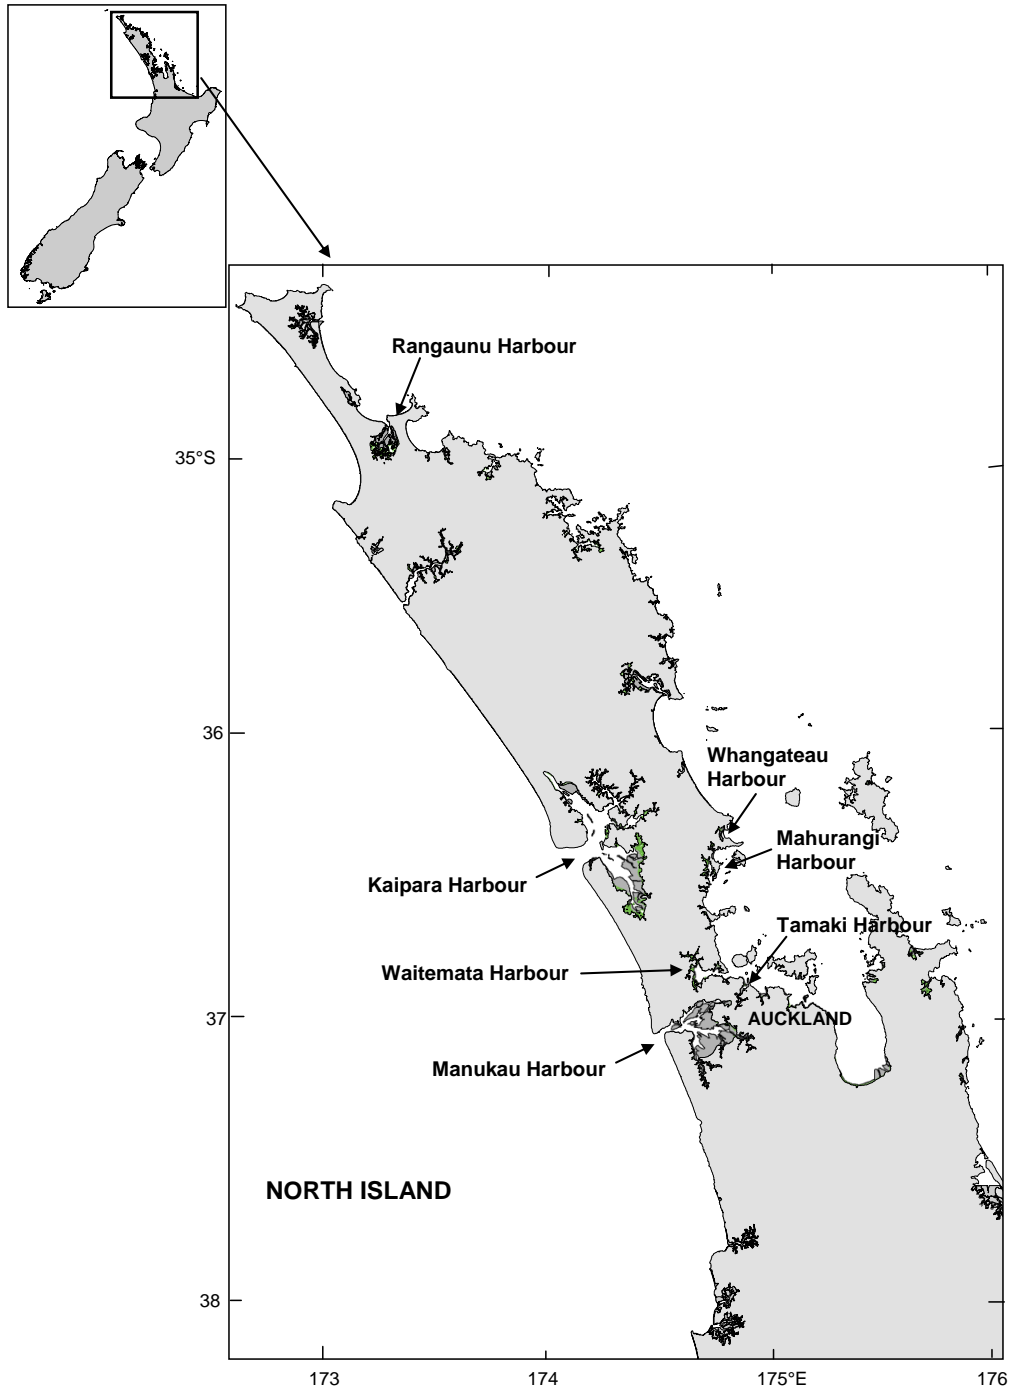 Rangaunu Harbour
35°S
36
Whangateau
Harbour
Mahurangi
Harbour
Kaipara Harbour
Tamaki Harbour
Waitemata Harbour
37
AUCKLAND
Manukau Harbour
NORTH ISLAND
38
173
174
175°E
176